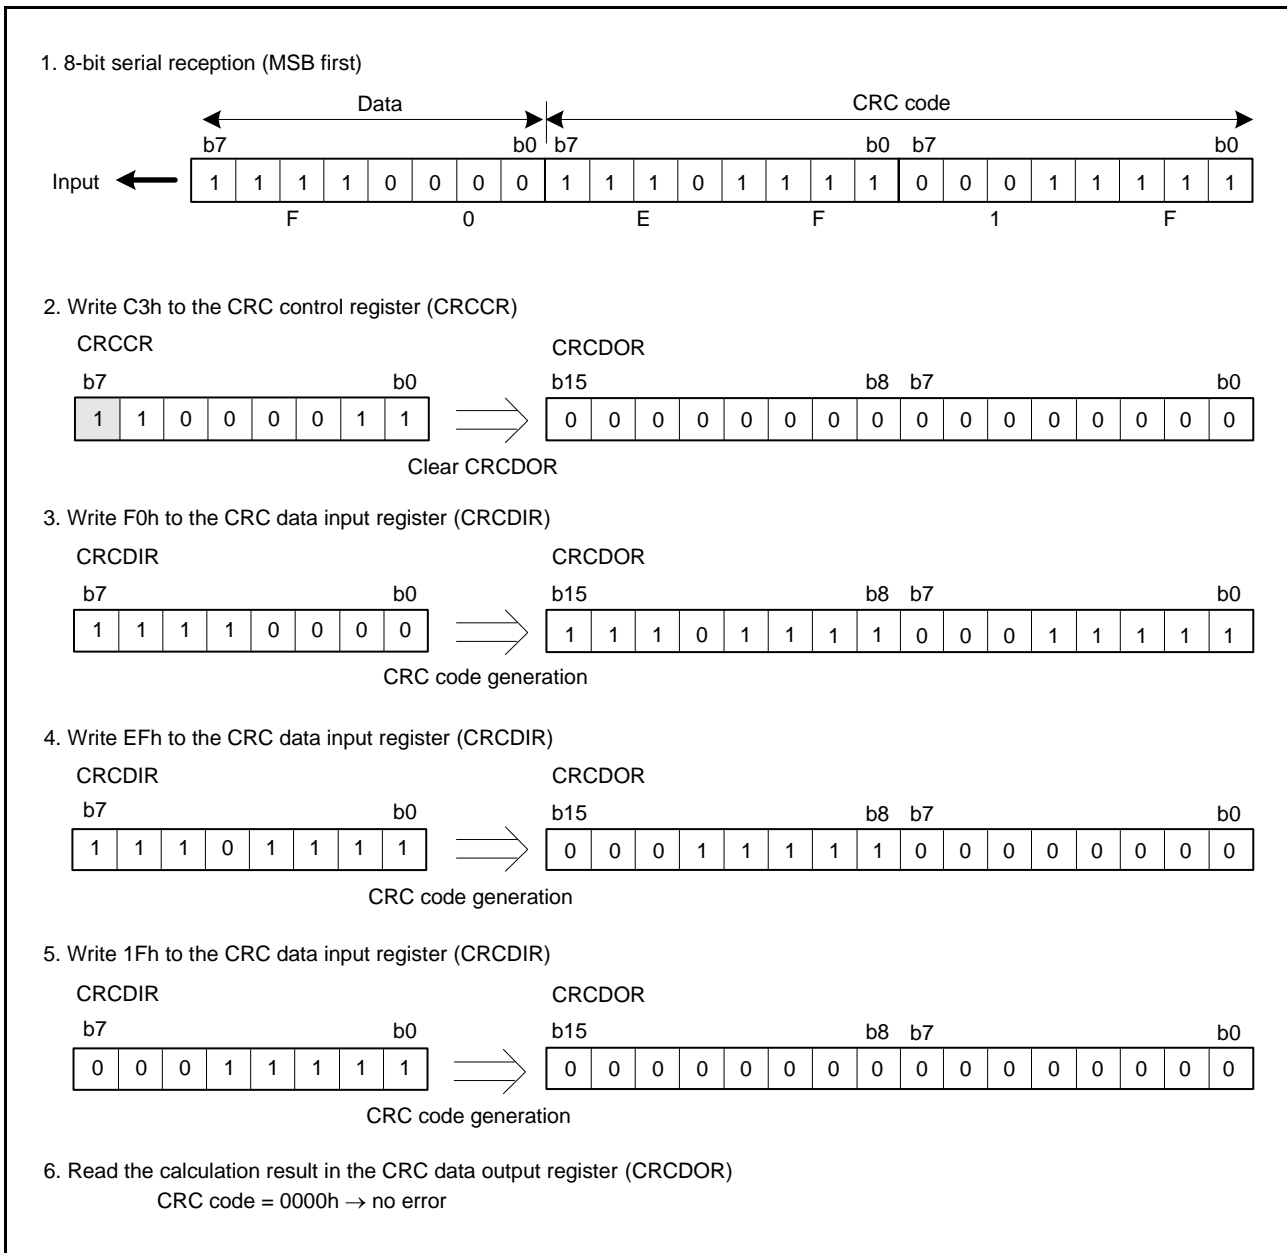 1. 8-bit serial reception (MSB first)
Data CRC code
b7 b0 b7 b0 b7 b0
Input 1 1 1 1 0 0 0 0 1 1 1 0 1 1 1 1 0 0 0 1 1 1 1 1
F 0 E F 1 F
2. Write C3h to the CRC control register (CRCCR)
CRCCR CRCDOR
b7 b0 b15 b8 b7 b0
1 1 0 0 0 0 1 1 0 0 0 0 0 0 0 0 0 0 0 0 0 0 0 0
Clear CRCDOR
3. Write F0h to the CRC data input register (CRCDIR)
CRCDIR CRCDOR
b7 b0 b15 b8 b7 b0
1 1 1 1 0 0 0 0 1 1 1 0 1 1 1 1 0 0 0 1 1 1 1 1
CRC code generation
4. Write EFh to the CRC data input register (CRCDIR)
CRCDIR CRCDOR
b7 b0 b15 b8 b7 b0
1 1 1 0 1 1 1 1 0 0 0 1 1 1 1 1 0 0 0 0 0 0 0 0
CRC code generation
5. Write 1Fh to the CRC data input register (CRCDIR)
CRCDIR CRCDOR
b7 b0 b15 b8 b7 b0
0 0 0 1 1 1 1 1 0 0 0 0 0 0 0 0 0 0 0 0 0 0 0 0
CRC code generation
6. Read the calculation result in the CRC data output register (CRCDOR)
CRC code = 0000h → no error